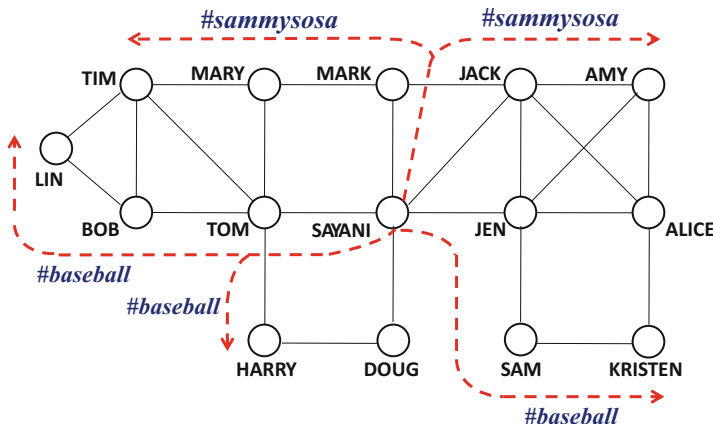 #sammysosa
#sammysosa
TIM
MARY
MARK
JACK
AMY
LIN
BOB
TOM
SAYANI
JEN
ALICE
#baseball
#baseball
HARRY
DOUG
SAM
KRISTEN
#baseball